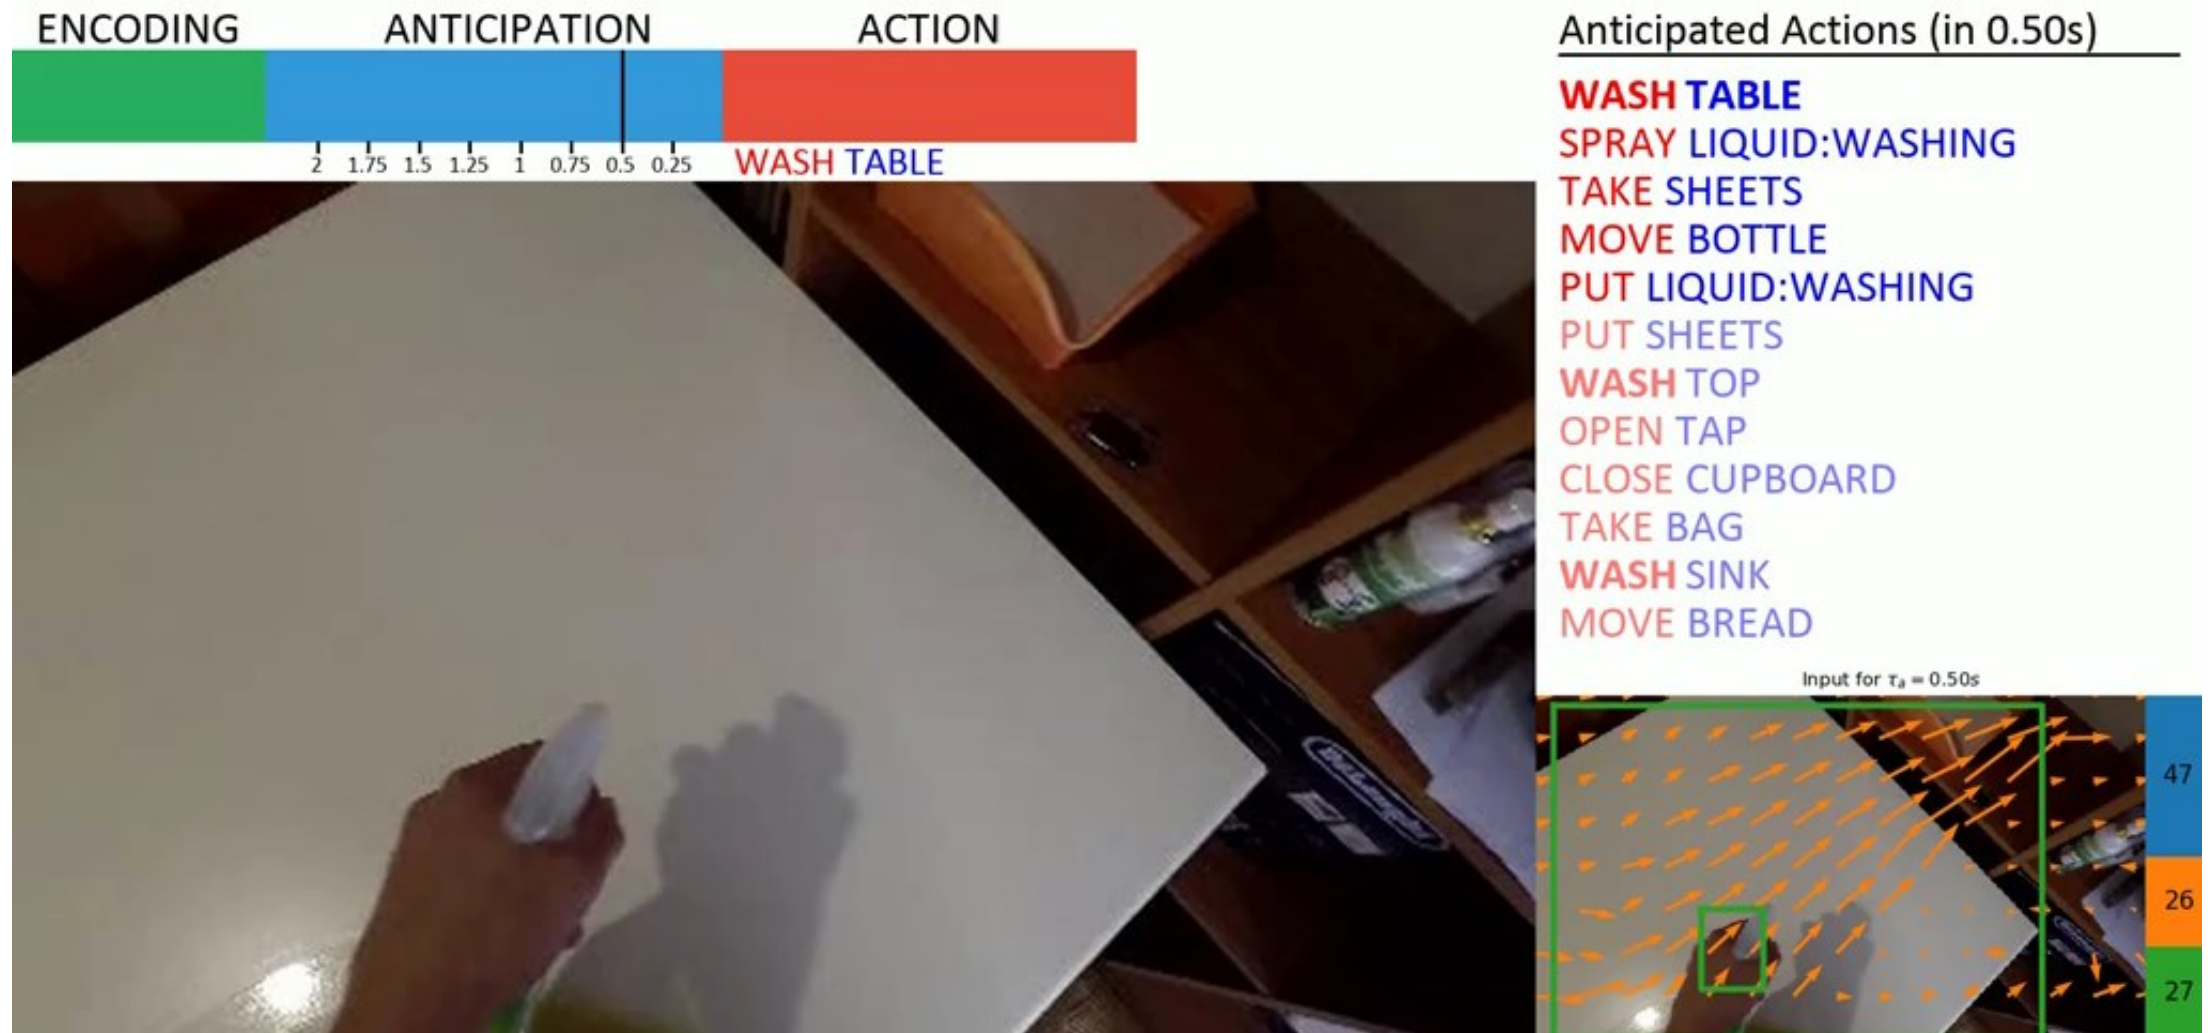 ENCODING ANTICIPATION ACTION
2 1.75 1.5 1.25 1 0.75 0.5 0.25
WASH TABLE
Anticipated Actions (in 0.50s)
WASH TABLE
SPRAY LIQUID:WASHING
TAKE SHEETS
MOVE BOTTLE
PUT LIQUID:WASHING
PUT SHEETS
WASH TOP
OPEN TAP
CLOSE CUPBOARD
TAKE BAG
WASH SINK
MOVE BREAD
Input for τₐ = 0.50s
47
26
27